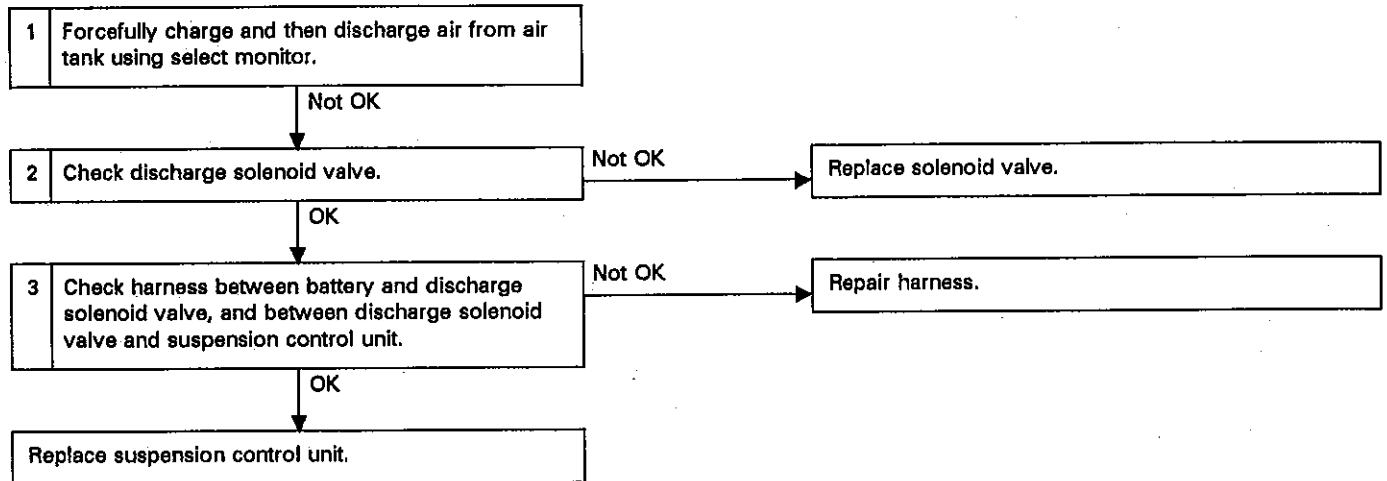 1 Forcefully charge and then discharge air from air
tank using select monitor.
Not OK
2 Check discharge solenoid valve.
Not OK
Replace solenoid valve.
OK
3 Check harness between battery and discharge
solenoid valve, and between discharge solenoid
valve and suspension control unit.
Not OK
Repair harness.
OK
Replace suspension control unit.